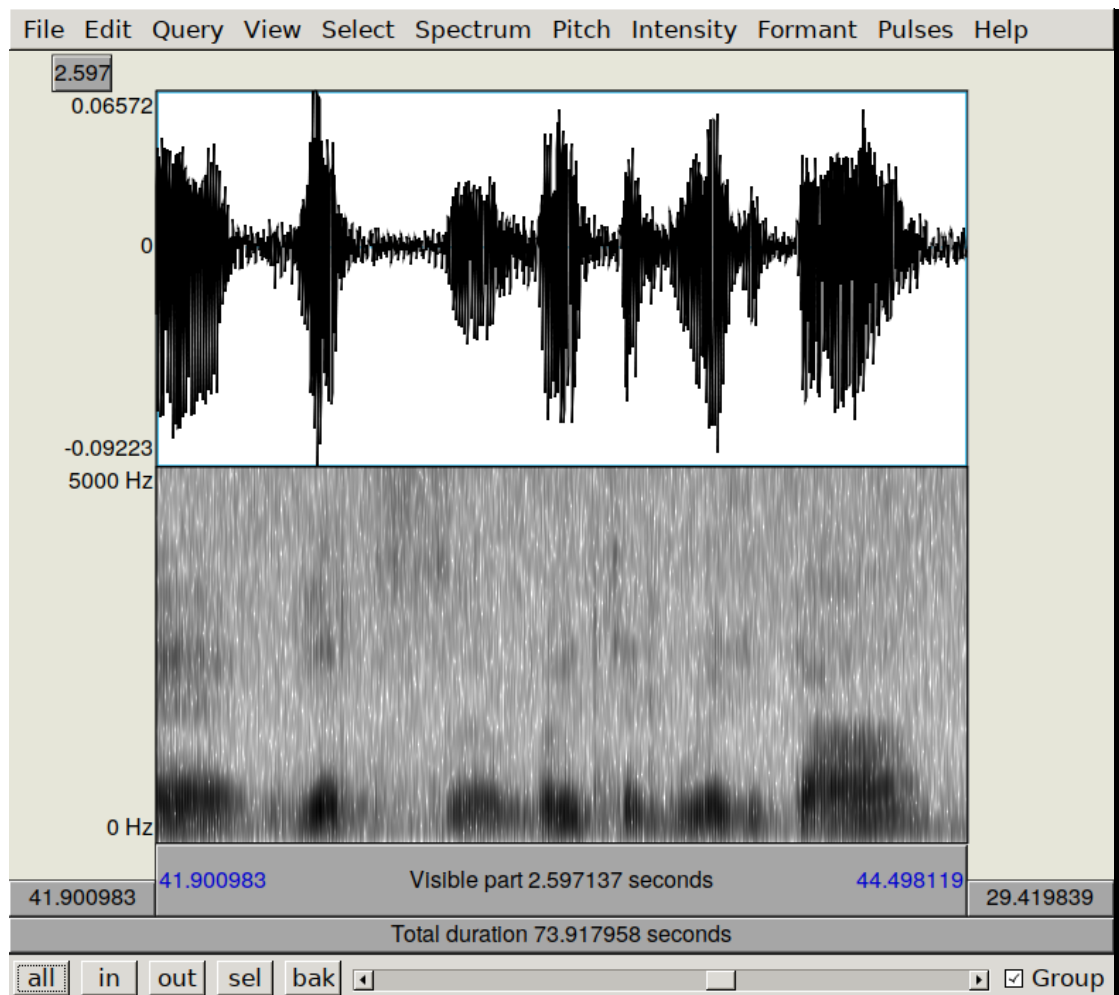 File Edit Query View Select Spectrum Pitch Intensity Formant Pulses Help
2.597
0.06572
0
-0.09223
5000 Hz
0 Hz
41.900983 Visible part 2.597137 seconds 44.498119
41.900983 29.419839
Total duration 73.917958 seconds
all in out sel bak Group